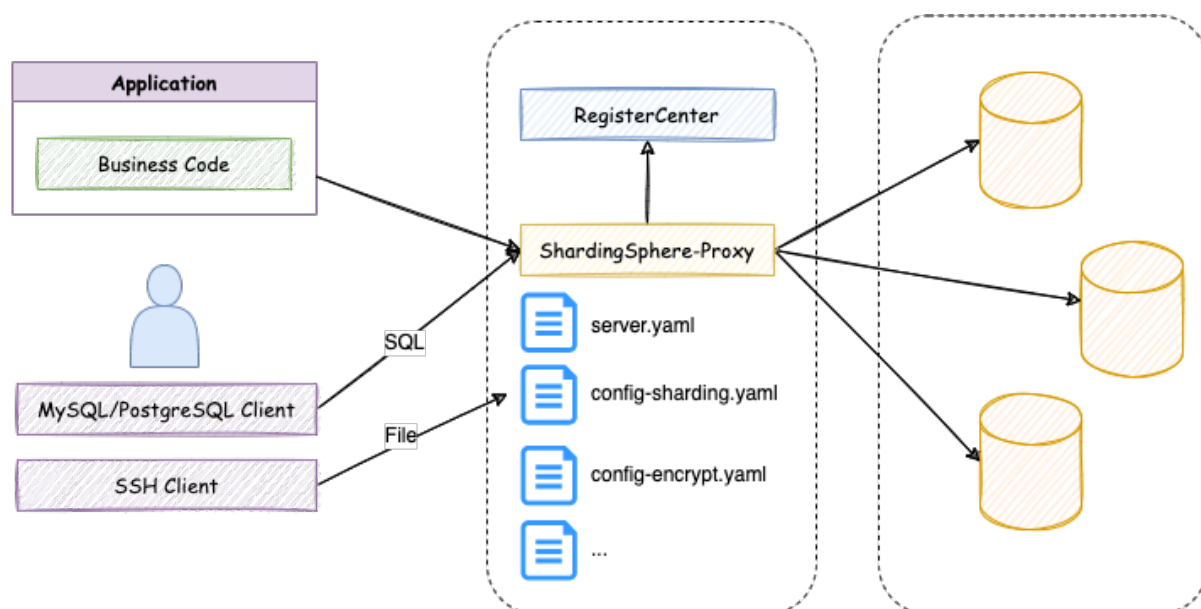 Application
Business Code
MySQL/PostgreSQL Client
SSH Client
SQL
File
RegisterCenter
ShardingSphere-Proxy
server.yaml
config-sharding.yaml
config-encrypt.yaml
...